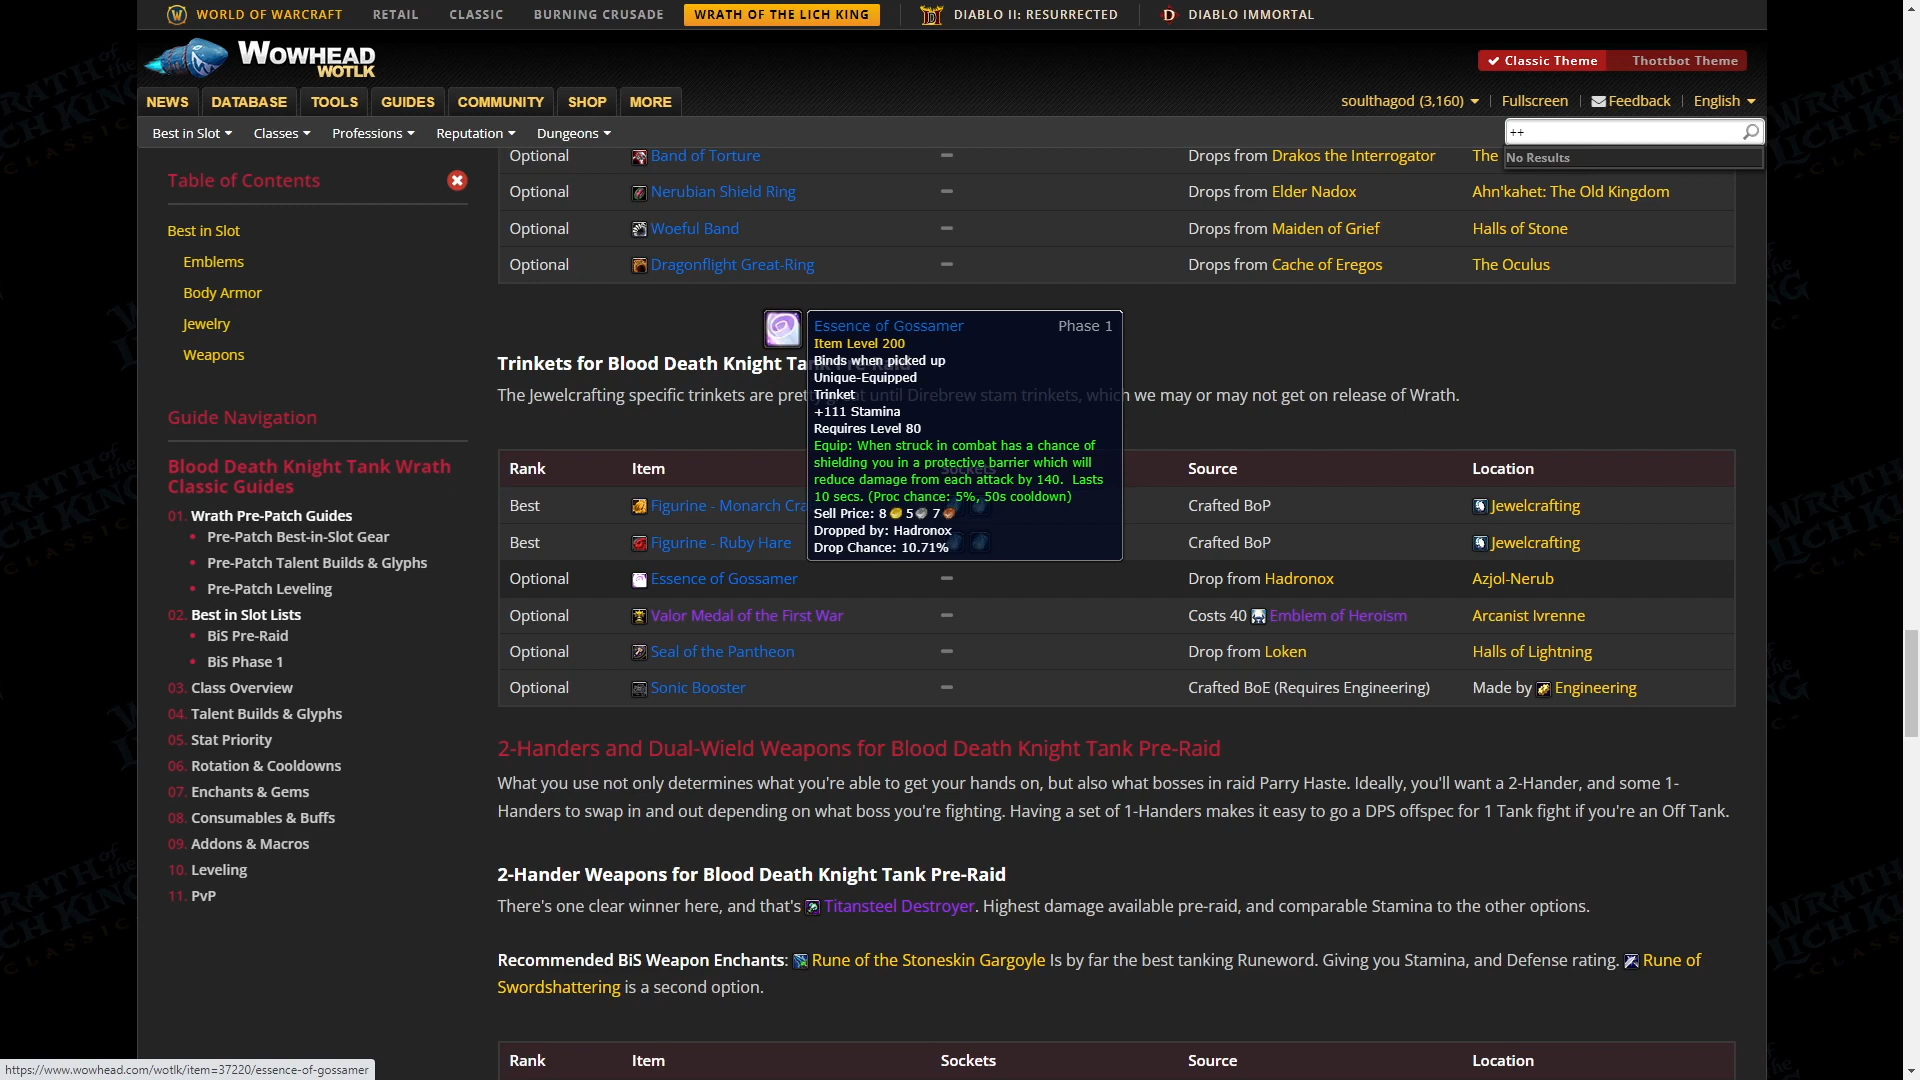 WORLD OF WARCRAFT RETAIL CLASSIC BURNING CRUSADE WRATH OF THE LICH KING DIABLO II: RESURRECTED DIABLO IMMORTAL
WOWHEAD
WOTLK
Classic Theme Thottbot Theme
NEWS DATABASE TOOLS GUIDES COMMUNITY SHOP MORE
soulthagod (3,160) Fullscreen Feedback English
Best in Slot Classes Professions Reputation Dungeons
++
No Results
Table of Contents
Best in Slot
Emblems
Body Armor
Jewelry
Weapons
Guide Navigation
Blood Death Knight Tank Wrath
Classic Guides
01. Wrath Pre-Patch Guides
Pre-Patch Best-in-Slot Gear
Pre-Patch Talent Builds & Glyphs
Pre-Patch Leveling
02. Best in Slot Lists
BiS Pre-Raid
BiS Phase 1
03. Class Overview
04. Talent Builds & Glyphs
05. Stat Priority
06. Rotation & Cooldowns
07. Enchants & Gems
08. Consumables & Buffs
09. Addons & Macros
10. Leveling
11. PvP
Optional Band of Torture – Drops from Drakos the Interrogator The
Optional Nerubian Shield Ring – Drops from Elder Nadox Ahn'kahet: The Old Kingdom
Optional Woeful Band – Drops from Maiden of Grief Halls of Stone
Optional Dragonflight Great-Ring – Drops from Cache of Eregos The Oculus
Essence of Gossamer Phase 1
Item Level 200
Binds when picked up
Unique-Equipped
Trinket
+111 Stamina
Requires Level 80
Equip: When struck in combat has a chance of
shielding you in a protective barrier which will
reduce damage from each attack by 140. Lasts
10 secs. (Proc chance: 5%, 50s cooldown)
Sell Price: 8 5 7
Dropped by: Hadronox
Drop Chance: 10.71%
Trinkets for Blood Death Knight Tank Pre-Raid
The Jewelcrafting specific trinkets are pretty great until Direbrew stam trinkets, which we may or may not get on release of Wrath.
Rank Item Sockets Source Location
Best Figurine - Monarch Cra Crafted BoP Jewelcrafting
Best Figurine - Ruby Hare Crafted BoP Jewelcrafting
Optional Essence of Gossamer – Drop from Hadronox Azjol-Nerub
Optional Valor Medal of the First War – Costs 40 Emblem of Heroism Arcanist Ivrenne
Optional Seal of the Pantheon – Drop from Loken Halls of Lightning
Optional Sonic Booster – Crafted BoE (Requires Engineering) Made by Engineering
2-Handers and Dual-Wield Weapons for Blood Death Knight Tank Pre-Raid
What you use not only determines what you're able to get your hands on, but also what bosses in raid Parry Haste. Ideally, you'll want a 2-Hander, and some 1-
Handers to swap in and out depending on what boss you're fighting. Having a set of 1-Handers makes it easy to go a DPS offspec for 1 Tank fight if you're an Off Tank.
2-Hander Weapons for Blood Death Knight Tank Pre-Raid
There's one clear winner here, and that's Titansteel Destroyer. Highest damage available pre-raid, and comparable Stamina to the other options.
Recommended BiS Weapon Enchants: Rune of the Stoneskin Gargoyle Is by far the best tanking Runeword. Giving you Stamina, and Defense rating. Rune of
Swordshattering is a second option.
Rank Item Sockets Source Location
https://www.wowhead.com/wotlk/item=37220/essence-of-gossamer